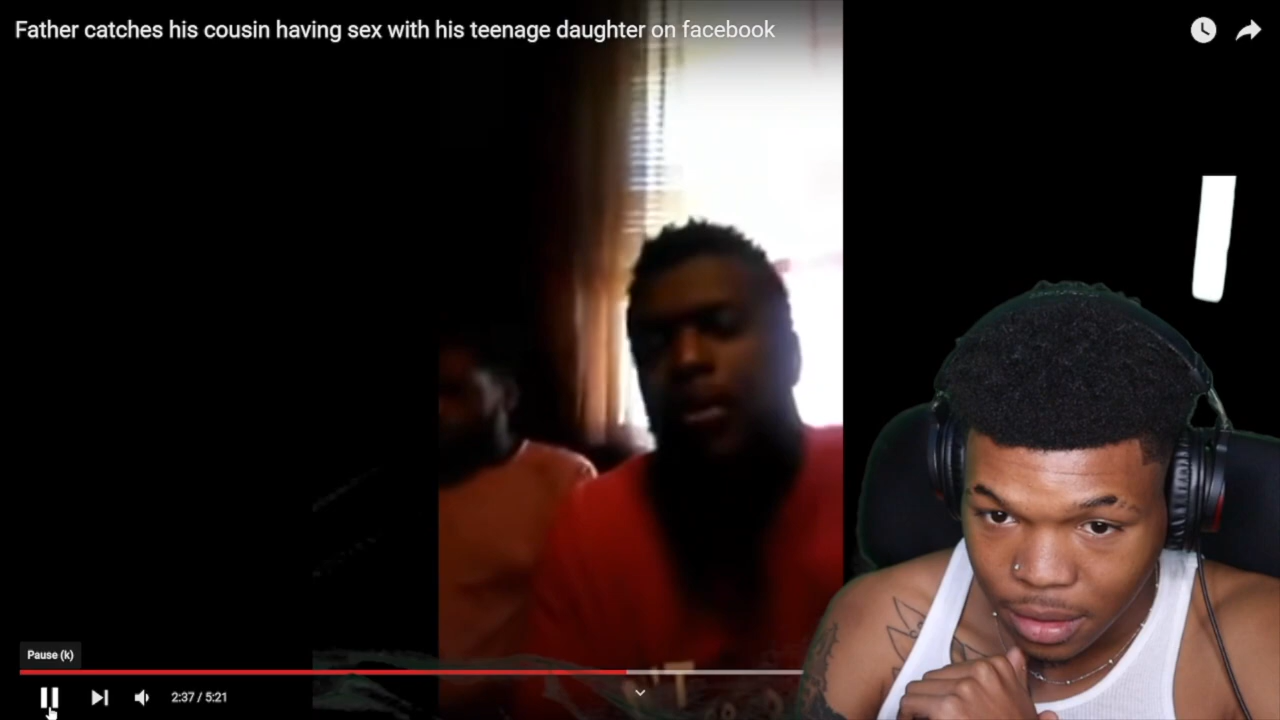 Father catches his cousin having sex with his teenage daughter on facebook
Pause (k)
2:37 / 5:21